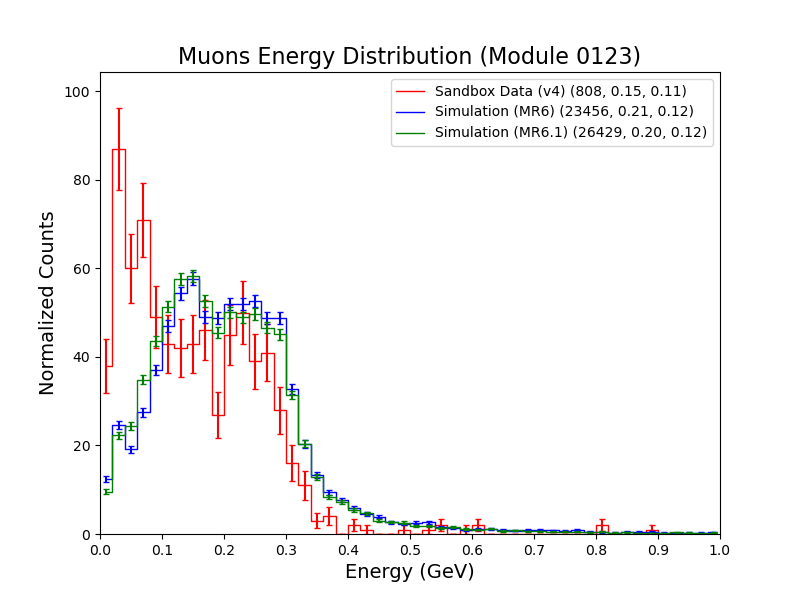 Muons Energy Distribution (Module 0123)
Sandbox Data (v4) (808, 0.15, 0.11)
Simulation (MR6) (23456, 0.21, 0.12)
Simulation (MR6.1) (26429, 0.20, 0.12)
Normalized Counts
100
80
60
40
20
0
0.0 0.1 0.2 0.3 0.4 0.5 0.6 0.7 0.8 0.9 1.0
Energy (GeV)